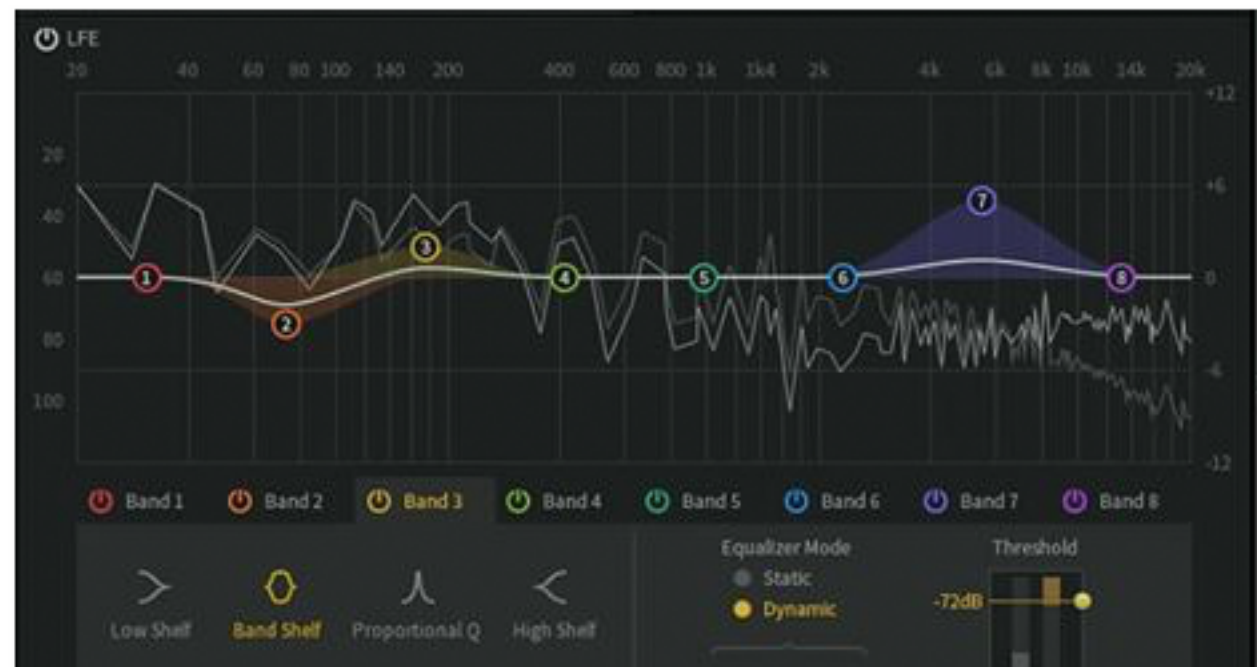 LFE
20 40 60 80 100 140 200 400 600 800 1k 1k4 2k 4k 6k 8k 10k 14k 20k
+12
20
+6
40
3
7
60 1 4 5 6 8 0
2
80
-6
100
-12
Band 1 Band 2 Band 3 Band 4 Band 5 Band 6 Band 7 Band 8
Equalizer Mode Threshold
Static
-72dB
Dynamic
Low Shelf Band Shelf Proportional Q High Shelf